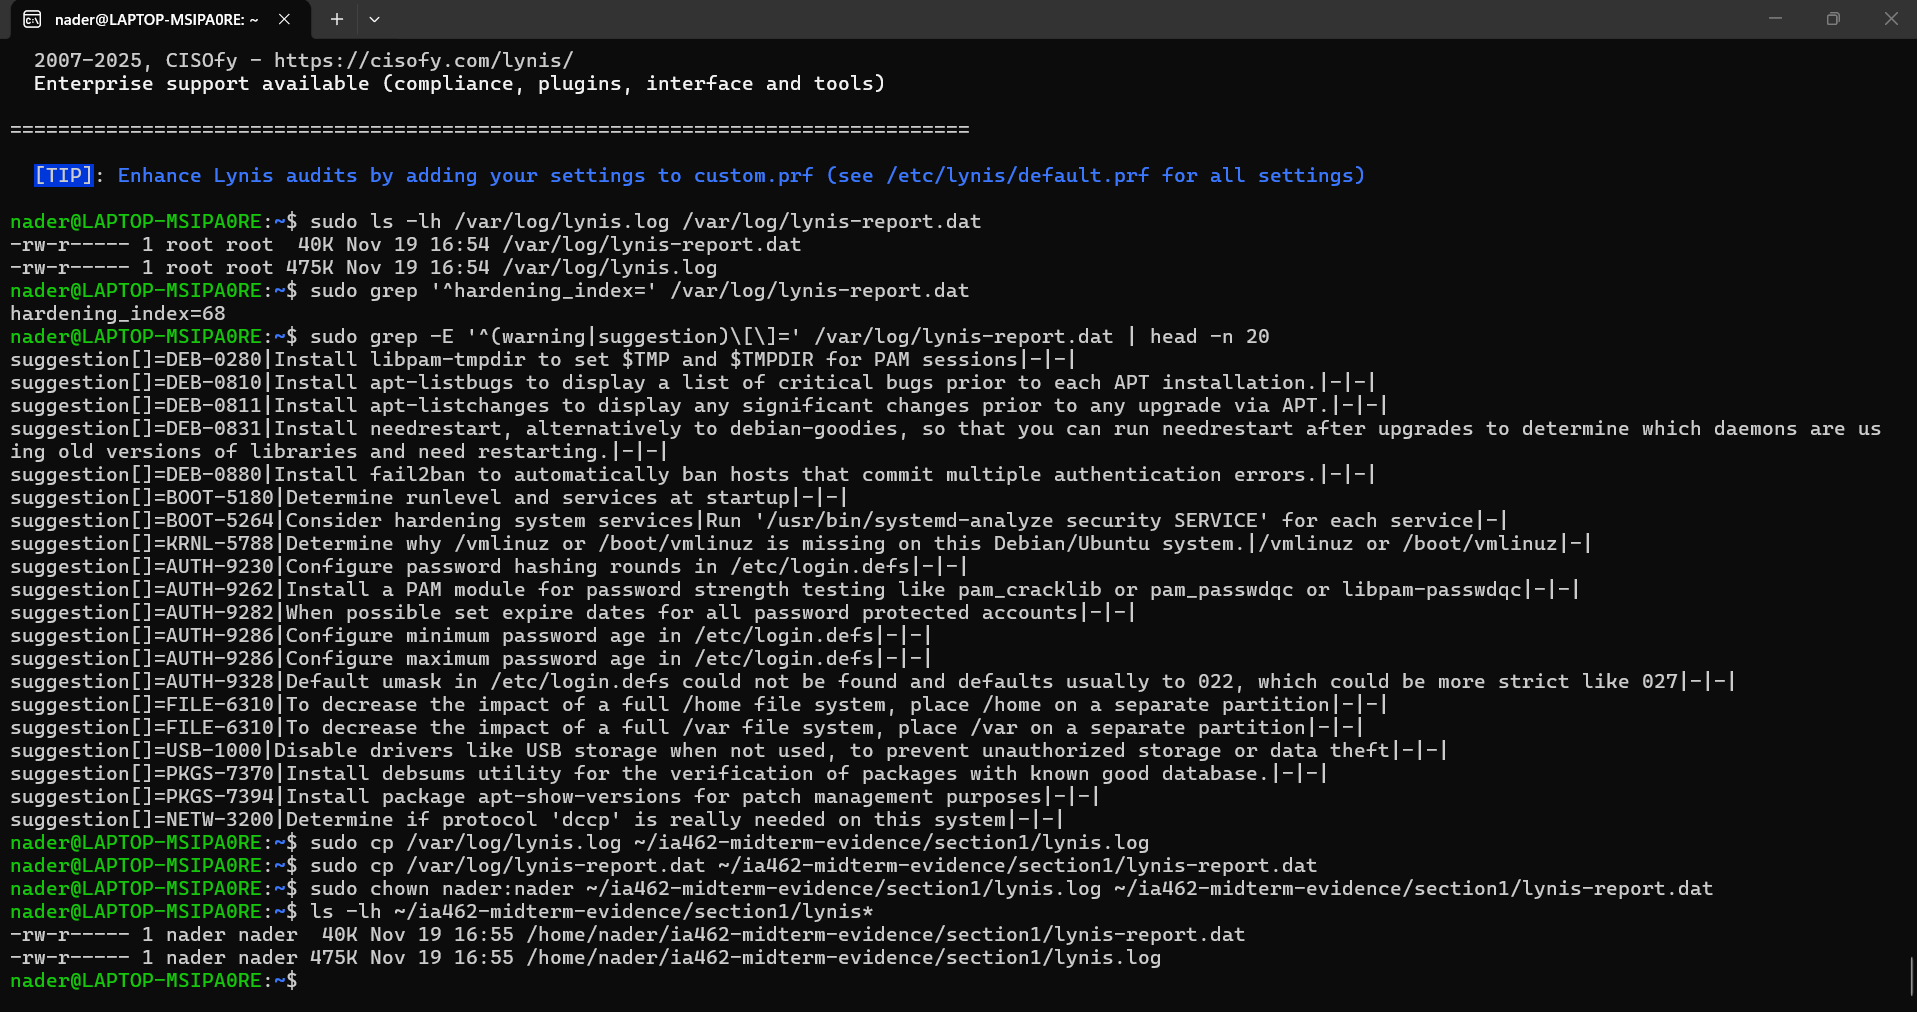 nader@LAPTOP-MSIPA0RE: ~
2007-2025, CISOfy - https://cisofy.com/lynis/
Enterprise support available (compliance, plugins, interface and tools)
================================================================================
[TIP]: Enhance Lynis audits by adding your settings to custom.prf (see /etc/lynis/default.prf for all settings)
nader@LAPTOP-MSIPA0RE:~$ sudo ls -lh /var/log/lynis.log /var/log/lynis-report.dat
-rw-r----- 1 root root  40K Nov 19 16:54 /var/log/lynis-report.dat
-rw-r----- 1 root root 475K Nov 19 16:54 /var/log/lynis.log
nader@LAPTOP-MSIPA0RE:~$ sudo grep '^hardening_index=' /var/log/lynis-report.dat
hardening_index=68
nader@LAPTOP-MSIPA0RE:~$ sudo grep -E '^(warning|suggestion)\[\]=' /var/log/lynis-report.dat | head -n 20
suggestion[]=DEB-0280|Install libpam-tmpdir to set $TMP and $TMPDIR for PAM sessions|-|-|
suggestion[]=DEB-0810|Install apt-listbugs to display a list of critical bugs prior to each APT installation.|-|-|
suggestion[]=DEB-0811|Install apt-listchanges to display any significant changes prior to any upgrade via APT.|-|-|
suggestion[]=DEB-0831|Install needrestart, alternatively to debian-goodies, so that you can run needrestart after upgrades to determine which daemons are us
ing old versions of libraries and need restarting.|-|-|
suggestion[]=DEB-0880|Install fail2ban to automatically ban hosts that commit multiple authentication errors.|-|-|
suggestion[]=BOOT-5180|Determine runlevel and services at startup|-|-|
suggestion[]=BOOT-5264|Consider hardening system services|Run '/usr/bin/systemd-analyze security SERVICE' for each service|-|
suggestion[]=KRNL-5788|Determine why /vmlinuz or /boot/vmlinuz is missing on this Debian/Ubuntu system.|/vmlinuz or /boot/vmlinuz|-|
suggestion[]=AUTH-9230|Configure password hashing rounds in /etc/login.defs|-|-|
suggestion[]=AUTH-9262|Install a PAM module for password strength testing like pam_cracklib or pam_passwdqc or libpam-passwdqc|-|-|
suggestion[]=AUTH-9282|When possible set expire dates for all password protected accounts|-|-|
suggestion[]=AUTH-9286|Configure minimum password age in /etc/login.defs|-|-|
suggestion[]=AUTH-9286|Configure maximum password age in /etc/login.defs|-|-|
suggestion[]=AUTH-9328|Default umask in /etc/login.defs could not be found and defaults usually to 022, which could be more strict like 027|-|-|
suggestion[]=FILE-6310|To decrease the impact of a full /home file system, place /home on a separate partition|-|-|
suggestion[]=FILE-6310|To decrease the impact of a full /var file system, place /var on a separate partition|-|-|
suggestion[]=USB-1000|Disable drivers like USB storage when not used, to prevent unauthorized storage or data theft|-|-|
suggestion[]=PKGS-7370|Install debsums utility for the verification of packages with known good database.|-|-|
suggestion[]=PKGS-7394|Install package apt-show-versions for patch management purposes|-|-|
suggestion[]=NETW-3200|Determine if protocol 'dccp' is really needed on this system|-|-|
nader@LAPTOP-MSIPA0RE:~$ sudo cp /var/log/lynis.log ~/ia462-midterm-evidence/section1/lynis.log
nader@LAPTOP-MSIPA0RE:~$ sudo cp /var/log/lynis-report.dat ~/ia462-midterm-evidence/section1/lynis-report.dat
nader@LAPTOP-MSIPA0RE:~$ sudo chown nader:nader ~/ia462-midterm-evidence/section1/lynis.log ~/ia462-midterm-evidence/section1/lynis-report.dat
nader@LAPTOP-MSIPA0RE:~$ ls -lh ~/ia462-midterm-evidence/section1/lynis*
-rw-r----- 1 nader nader  40K Nov 19 16:55 /home/nader/ia462-midterm-evidence/section1/lynis-report.dat
-rw-r----- 1 nader nader 475K Nov 19 16:55 /home/nader/ia462-midterm-evidence/section1/lynis.log
nader@LAPTOP-MSIPA0RE:~$